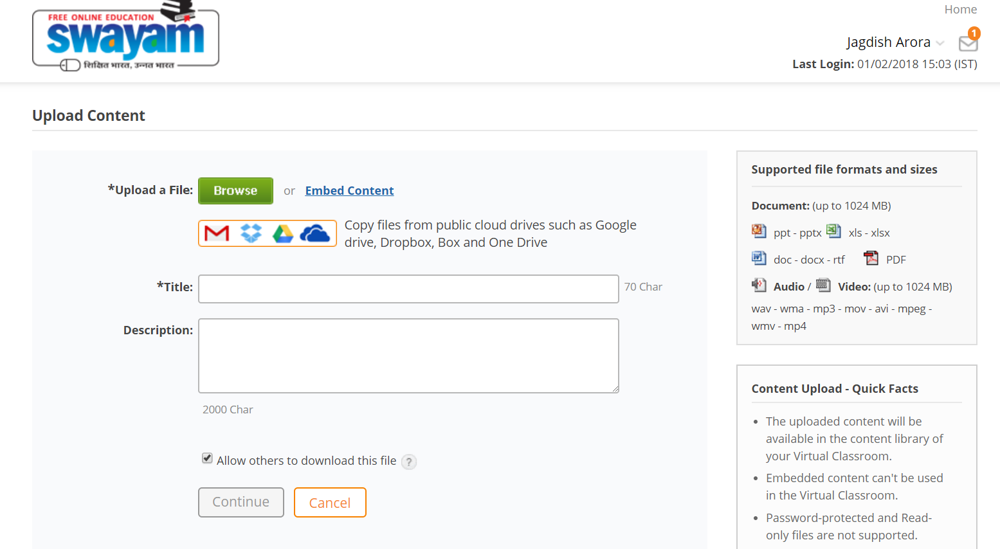 FREE ONLINE EDUCATION
swayam
शिक्षित भारत, उन्नत भारत
Home
Jagdish Arora
1
Last Login: 01/02/2018 15:03 (IST)
Upload Content
*Upload a File: Browse or Embed Content
Copy files from public cloud drives such as Google
drive, Dropbox, Box and One Drive
*Title: 70 Char
Description:
2000 Char
Allow others to download this file ?
Continue Cancel
Supported file formats and sizes
Document: (up to 1024 MB)
ppt - pptx xls - xlsx
doc - docx - rtf PDF
Audio / Video: (up to 1024 MB)
wav - wma - mp3 - mov - avi - mpeg -
wmv - mp4
Content Upload - Quick Facts
• The uploaded content will be
available in the content library of
your Virtual Classroom.
• Embedded content can't be used
in the Virtual Classroom.
• Password-protected and Read-
only files are not supported.